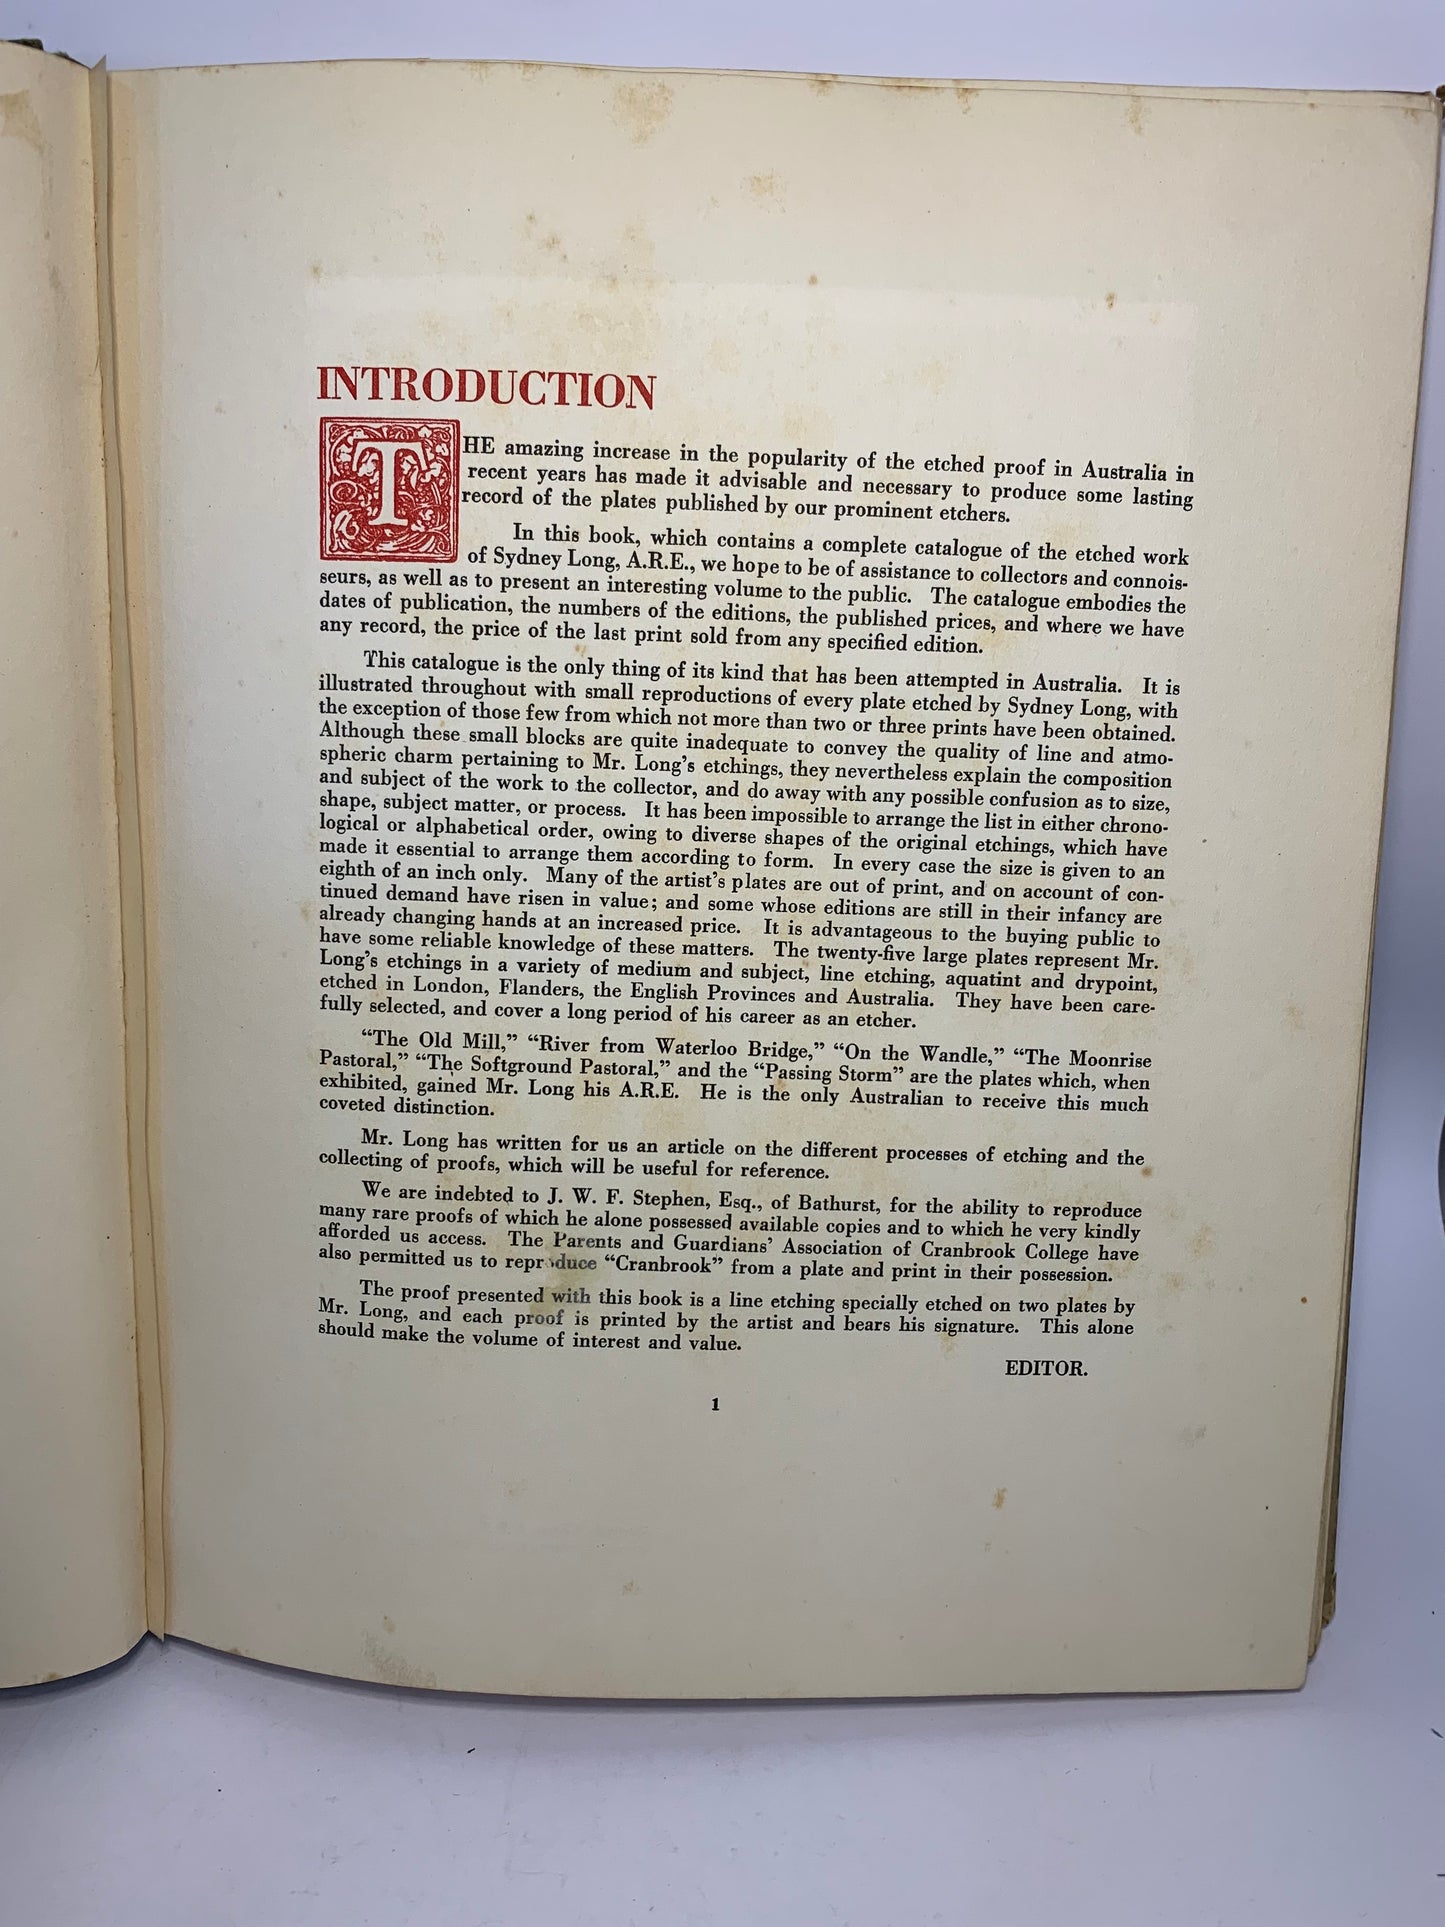 INTRODUCTION
THE amazing increase in the popularity of the etched proof in Australia in
recent years has made it advisable and necessary to produce some lasting
record of the plates published by our prominent etchers.
In this book, which contains a complete catalogue of the etched work
of Sydney Long, A.R.E., we hope to be of assistance to collectors and connois-
seurs, as well as to present an interesting volume to the public. The catalogue embodies the
dates of publication, the numbers of the editions, the published prices, and where we have
any record, the price of the last print sold from any specified edition.
This catalogue is the only thing of its kind that has been attempted in Australia. It is
illustrated throughout with small reproductions of every plate etched by Sydney Long, with
the exception of those few from which not more than two or three prints have been obtained.
Although these small blocks are quite inadequate to convey the quality of line and atmo-
spheric charm pertaining to Mr. Long's etchings, they nevertheless explain the composition
and subject of the work to the collector, and do away with any possible confusion as to size,
shape, subject matter, or process. It has been impossible to arrange the list in either chrono-
logical or alphabetical order, owing to diverse shapes of the original etchings, which have
made it essential to arrange them according to form. In every case the size is given to an
eighth of an inch only. Many of the artist's plates are out of print, and on account of con-
tinued demand have risen in value; and some whose editions are still in their infancy are
already changing hands at an increased price. It is advantageous to the buying public to
have some reliable knowledge of these matters. The twenty-five large plates represent Mr.
Long's etchings in a variety of medium and subject, line etching, aquatint and drypoint,
etched in London, Flanders, the English Provinces and Australia. They have been care-
fully selected, and cover a long period of his career as an etcher.
"The Old Mill," "River from Waterloo Bridge," "On the Wandle," "The Moonrise
Pastoral," "The Softground Pastoral," and the "Passing Storm" are the plates which, when
exhibited, gained Mr. Long his A.R.E. He is the only Australian to receive this much
coveted distinction.
Mr. Long has written for us an article on the different processes of etching and the
collecting of proofs, which will be useful for reference.
We are indebted to J. W. F. Stephen, Esq., of Bathurst, for the ability to reproduce
many rare proofs of which he alone possessed available copies and to which he very kindly
afforded us access. The Parents and Guardians' Association of Cranbrook College have
also permitted us to reproduce "Cranbrook" from a plate and print in their possession.
The proof presented with this book is a line etching specially etched on two plates by
Mr. Long, and each proof is printed by the artist and bears his signature. This alone
should make the volume of interest and value.
EDITOR.
1